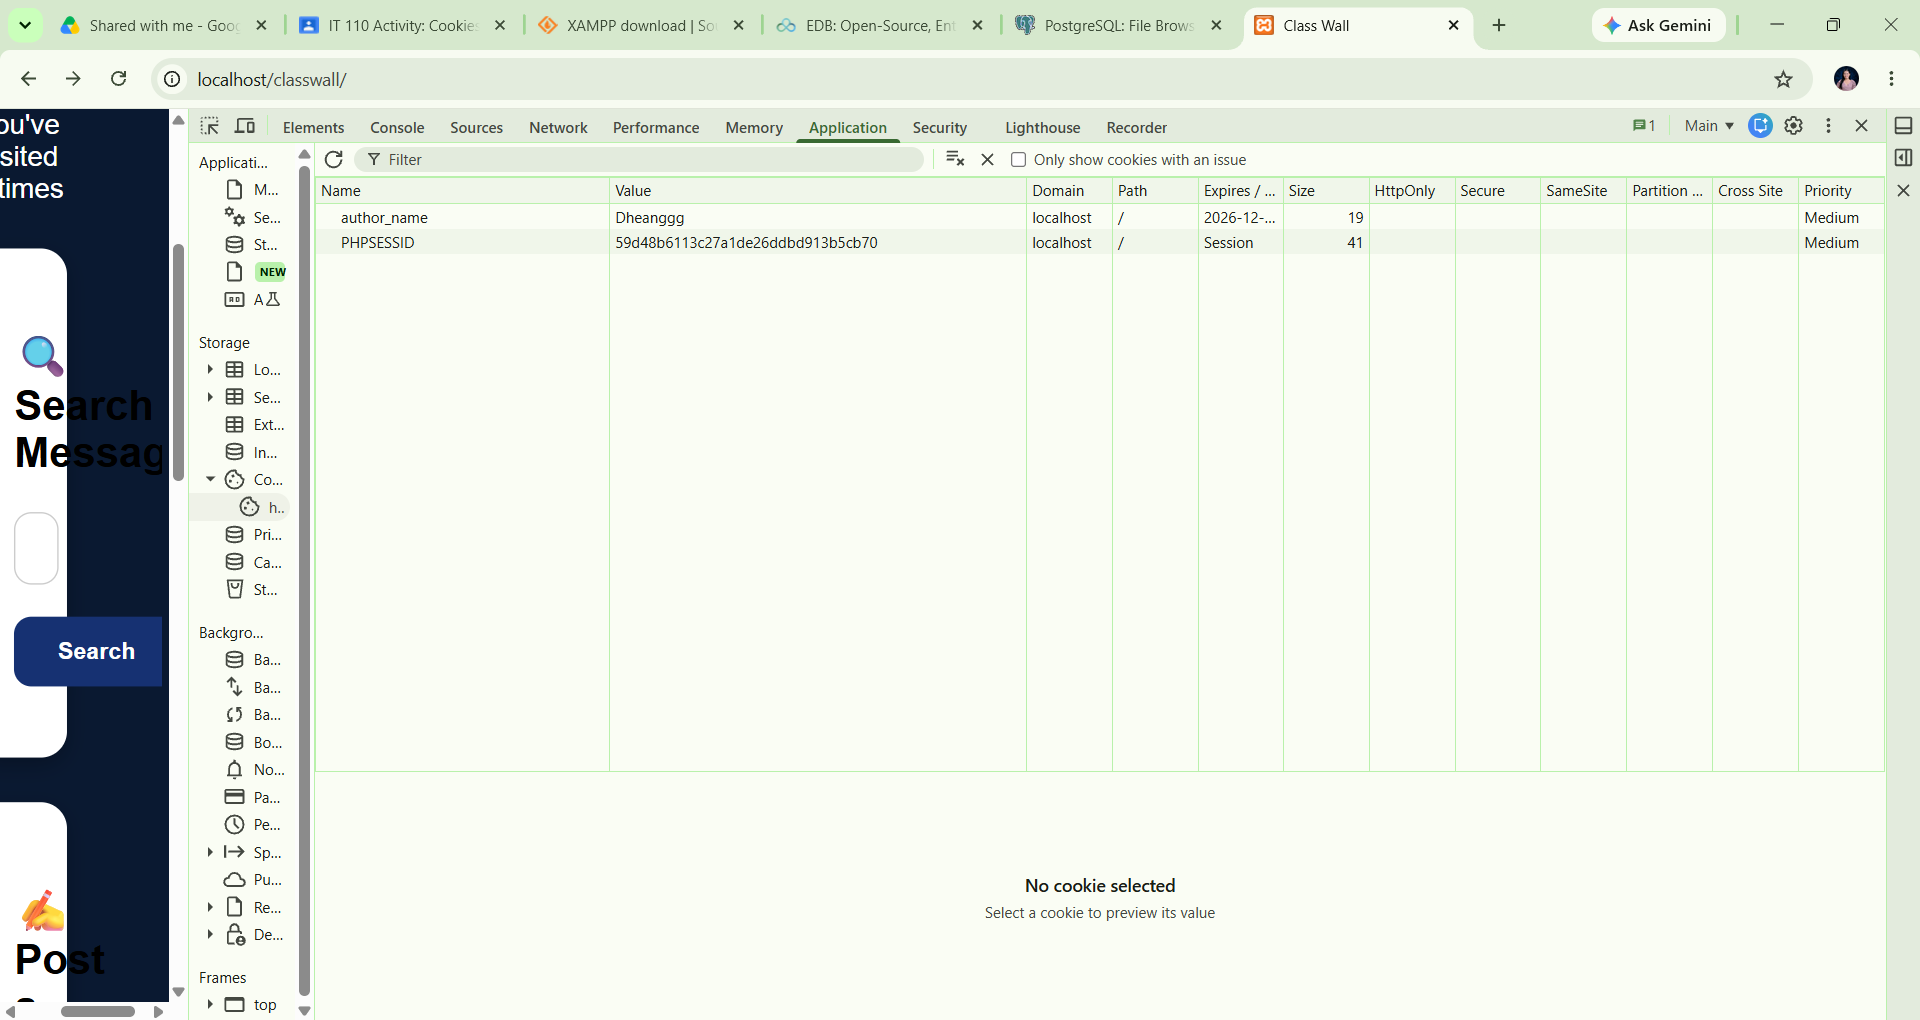 Shared with me - Goog
IT 110 Activity: Cookies
XAMPP download | So
EDB: Open-Source, Ent
PostgreSQL: File Brows
Class Wall
Ask Gemini
localhost/classwall/
ou've
sited
times
Search
Messag
Search
Post
Elements
Console
Sources
Network
Performance
Memory
Application
Security
Lighthouse
Recorder
1
Main
Applicati...
M...
Se...
St...
NEW
A
Storage
Lo...
Se...
Ext...
In...
Co...
h..
Pri...
Ca...
St...
Backgro...
Ba...
Ba...
Ba...
Bo...
No...
Pa...
Pe...
Sp...
Pu...
Re...
De...
Frames
top
Filter
Only show cookies with an issue
Name Value Domain Path Expires / ... Size HttpOnly Secure SameSite Partition ... Cross Site Priority
author_name Dheanggg localhost / 2026-12-... 19 Medium
PHPSESSID 59d48b6113c27a1de26ddbd913b5cb70 localhost / Session 41 Medium
No cookie selected
Select a cookie to preview its value